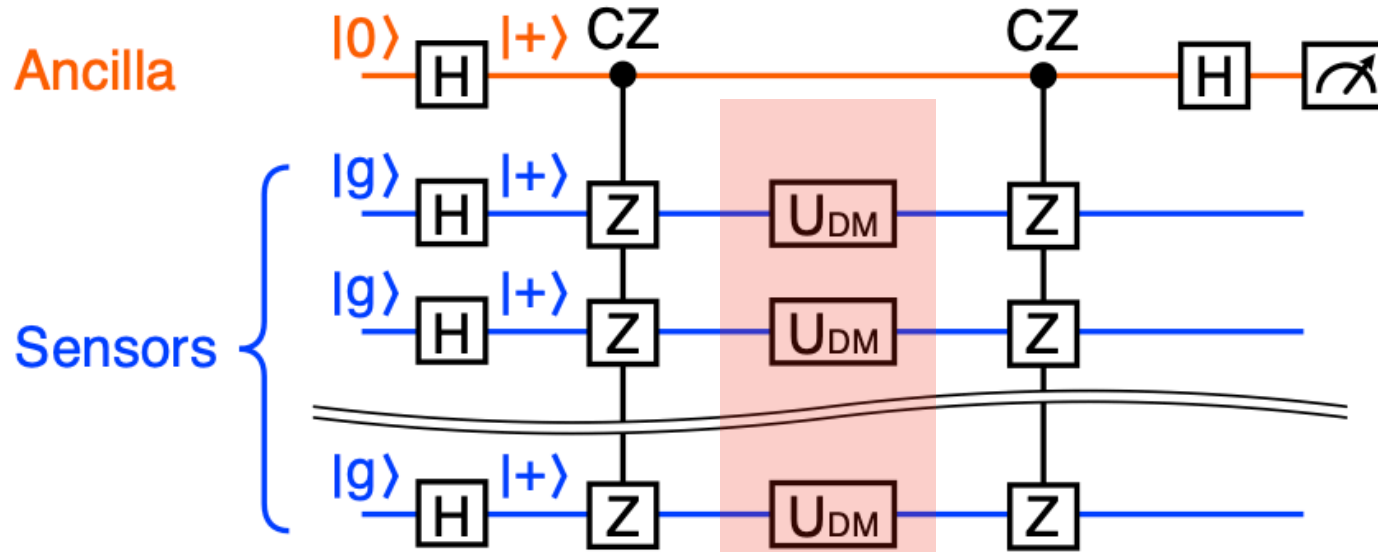 |0⟩ |+⟩ CZ CZ
Ancilla H H
|g⟩ |+⟩
H Z UDM Z
|g⟩ |+⟩
H Z UDM Z
Sensors
|g⟩ |+⟩
H Z UDM Z